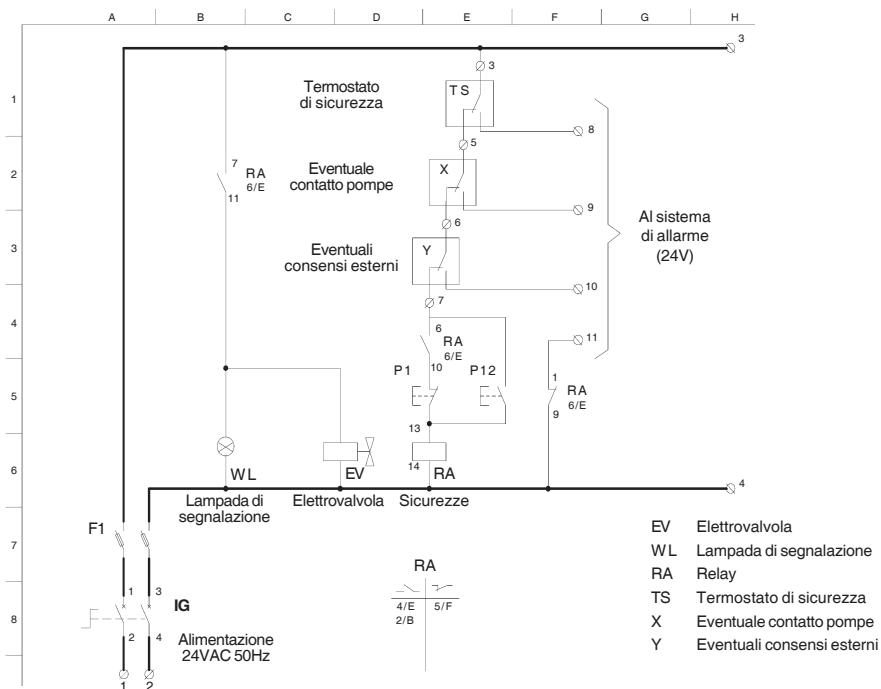 A B C D E F G H
3
3
1
Termostato
di sicurezza
TS
8
5
2
7
RA
6/E
11
Eventuale
contatto pompe
X
9
Al sistema
di allarme
(24V)
6
3
Eventuali
consensi esterni
Y
10
7
4
6
RA
6/E
10
11
5
P1
P12
1
RA
6/E
9
13
6
14
WL
EV
RA
4
Lampada di
segnalazione
Elettrovalvola
Sicurezze
7
F1
RA
4/E 5/F
2/B
8
1 3
IG
2 4
Alimentazione
24VAC 50Hz
1 2
EV Elettrovalvola
WL Lampada di segnalazione
RA Relay
TS Termostato di sicurezza
X Eventuale contatto pompe
Y Eventuali consensi esterni